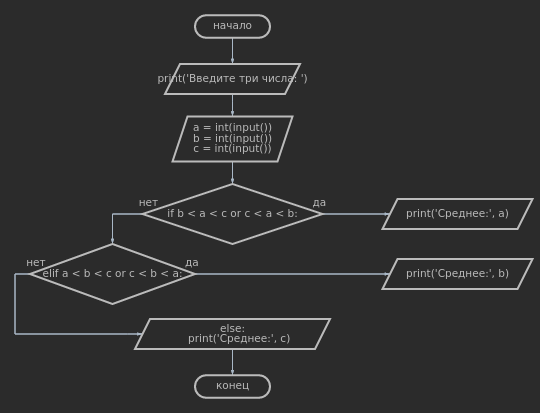 начало
print('Введите три числа: ')
a = int(input())
b = int(input())
c = int(input())
нет
да
if b < a < c or c < a < b:
print('Среднее:', a)
нет
да
elif a < b < c or c < b < a:
print('Среднее:', b)
else:
print('Среднее:', c)
конец